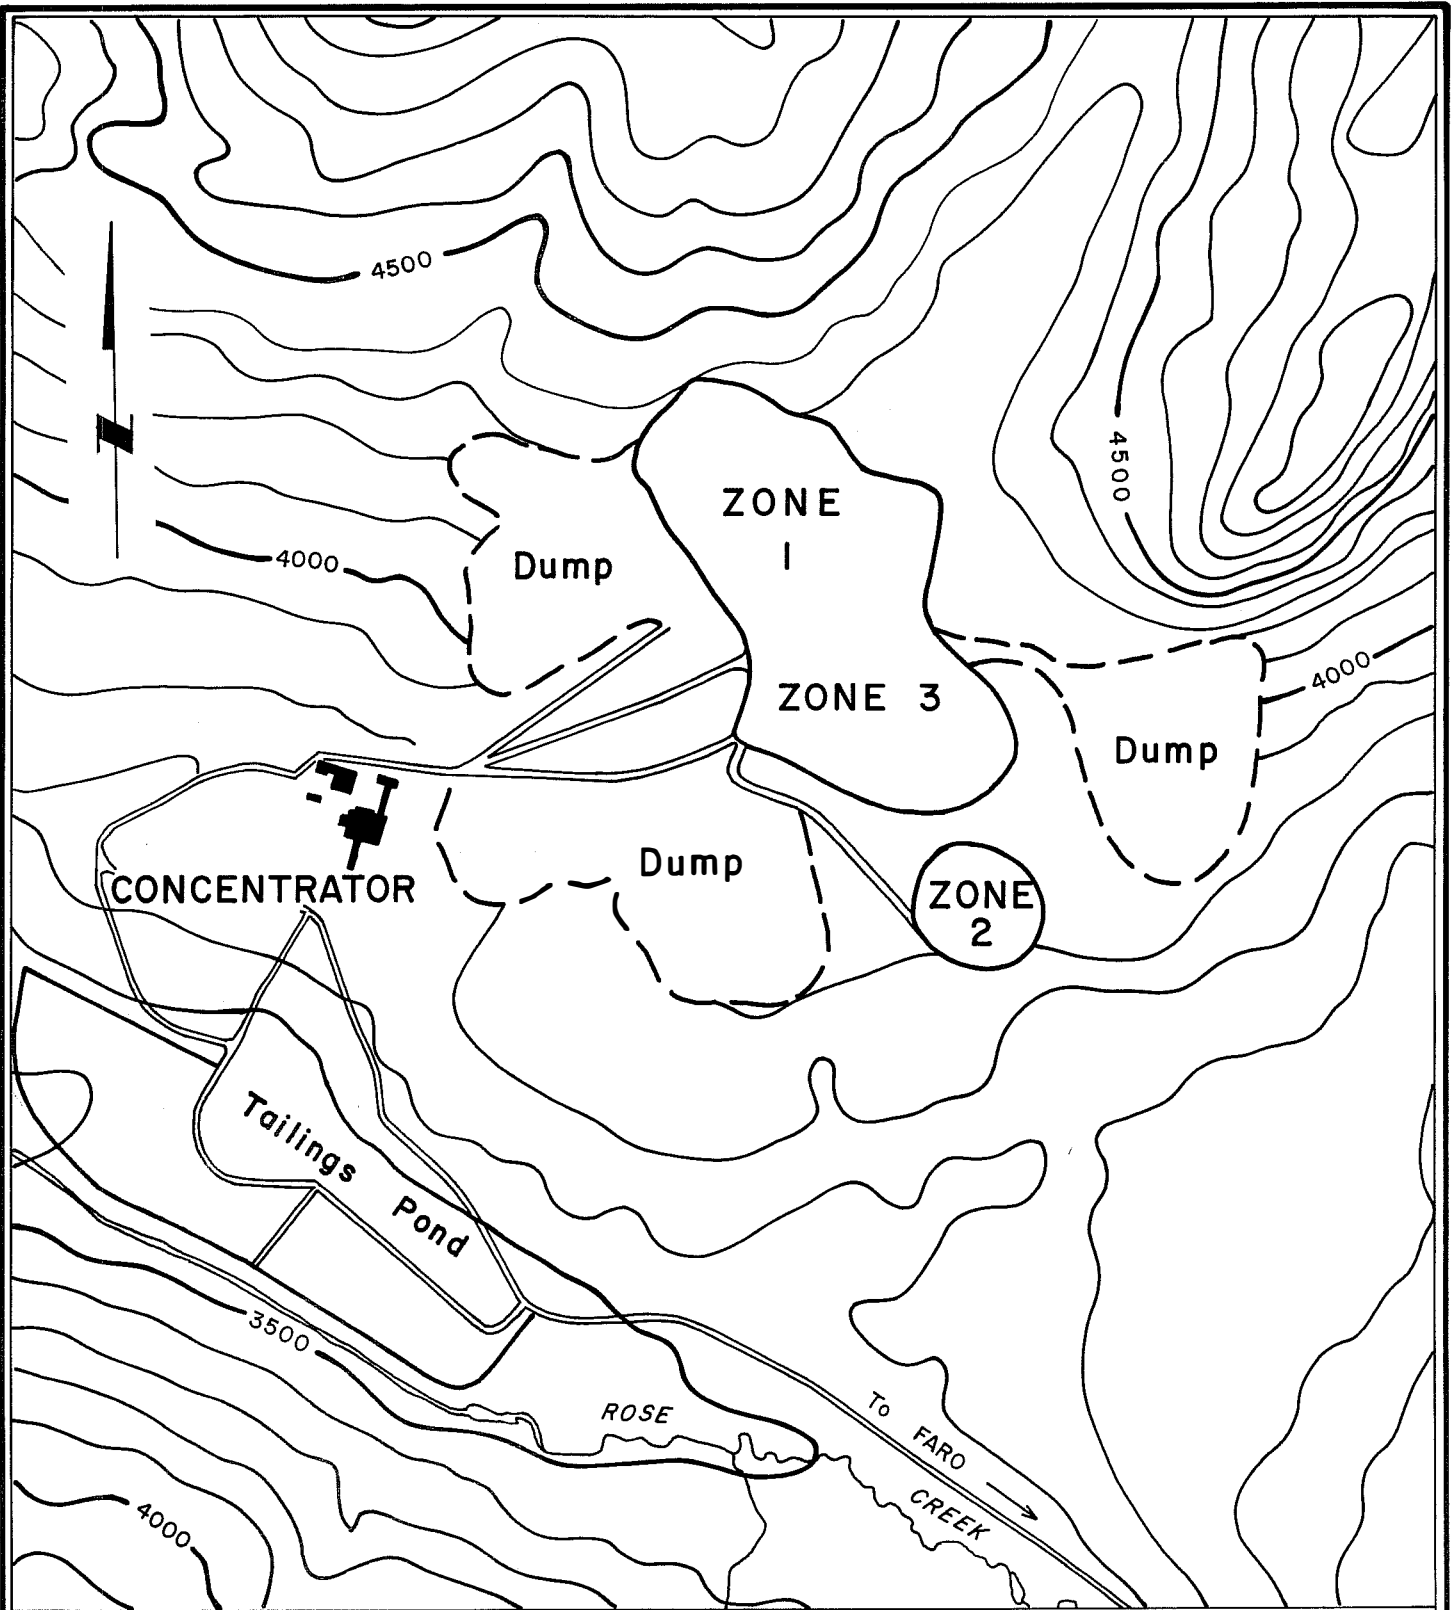 4500
N
4500
ZONE
1
Dump
4000
ZONE 3
4000
Dump
Dump
CONCENTRATOR
ZONE
2
Tailings
Pond
3500
ROSE
To FARO
CREEK
4000